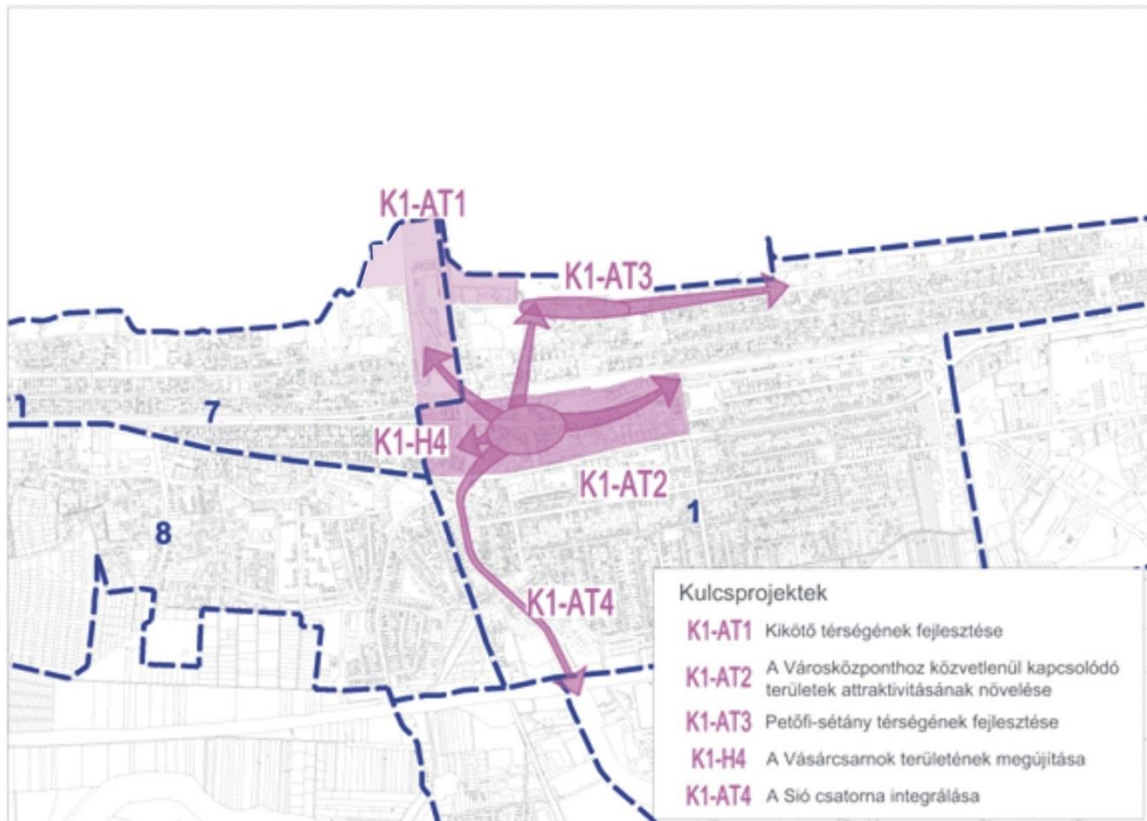 K1-AT1
K1-AT3
7
K1-H4
K1-AT2
8
1
K1-AT4
Kulcsprojektek
K1-AT1 Kikötő térségének fejlesztése
K1-AT2 A Városközponthoz közvetlenül kapcsolódó
területek attraktivitásának növelése
K1-AT3 Petőfi-sétány térségének fejlesztése
K1-H4 A Vásárcsarnok területének megújítása
K1-AT4 A Sió csatorna integrálása